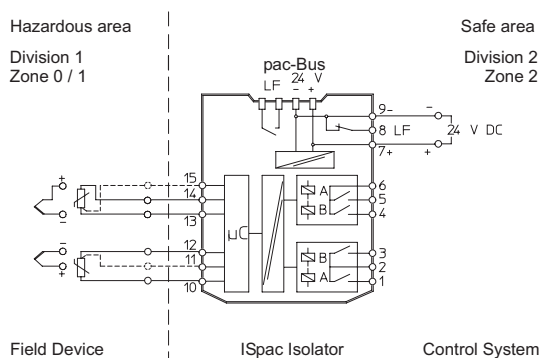 Hazardous area
Safe area
Division 1
Zone 0 / 1
Division 2
Zone 2
pac-Bus
LF 24 V
- +
9-
-
8 LF
24 V DC
7+
+
15
14
13
+
-
6
5
4
A
B
µC
12
11
10
-
+
3
2
1
B
A
Field Device
ISpac Isolator
Control System